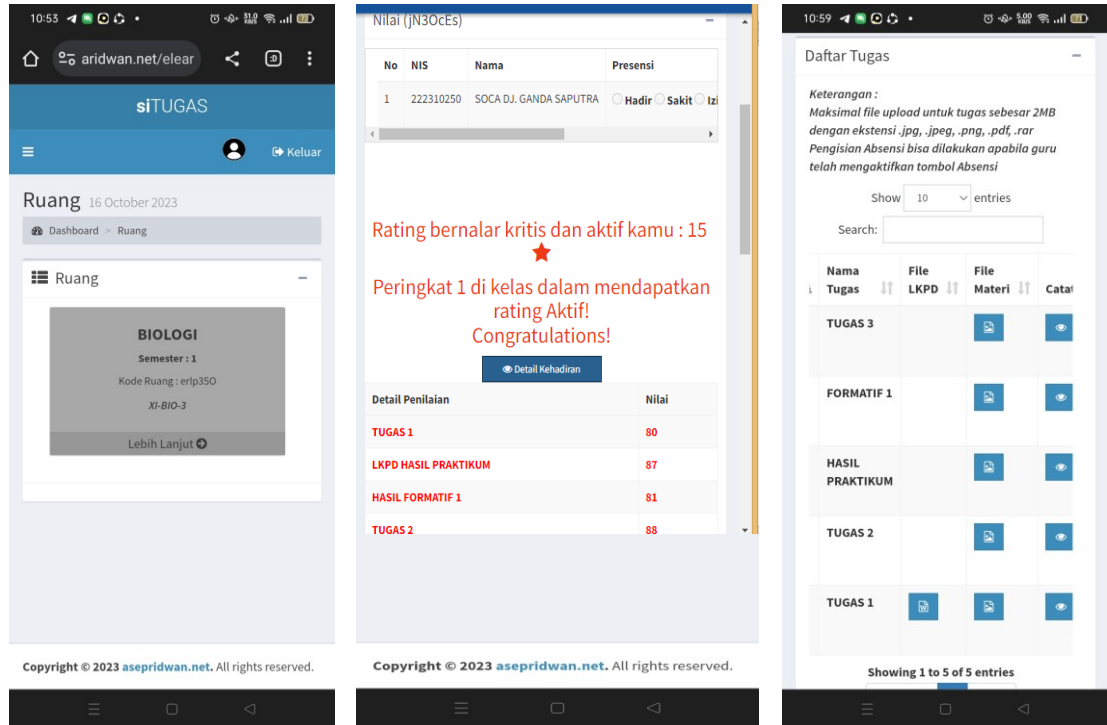 10:53
31.0 KB/S
aridwan.net/elear
:D
siTUGAS
Keluar
Ruang 16 October 2023
Dashboard > Ruang
Ruang
BIOLOGI
Semester : 1
Kode Ruang : erlp35O
XI-BIO-3
Lebih Lanjut
Copyright © 2023 asepridwan.net. All rights reserved.
Nilai (jN3OcEs)
No NIS Nama Presensi
1 222310250 SOCA DJ. GANDA SAPUTRA Hadir Sakit Izi
Rating bernalar kritis dan aktif kamu : 15
Peringkat 1 di kelas dalam mendapatkan
rating Aktif!
Congratulations!
Detail Kehadiran
Detail Penilaian Nilai
TUGAS 1 80
LKPD HASIL PRAKTIKUM 87
HASIL FORMATIF 1 81
TUGAS 2 88
Copyright © 2023 asepridwan.net. All rights reserved.
10:59
5.00 KB/S
Daftar Tugas
Keterangan :
Maksimal file upload untuk tugas sebesar 2MB
dengan ekstensi .jpg, .jpeg, .png, .pdf, .rar
Pengisian Absensi bisa dilakukan apabila guru
telah mengaktifkan tombol Absensi
Show 10 entries
Search:
Nama File File
Tugas LKPD Materi Catat
TUGAS 3
FORMATIF 1
HASIL
PRAKTIKUM
TUGAS 2
TUGAS 1
Showing 1 to 5 of 5 entries